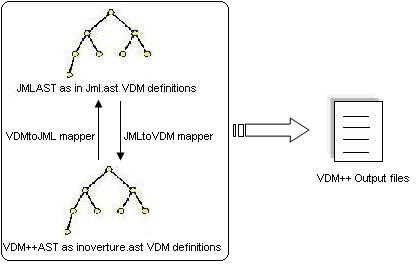 JMLAST as in Jml.ast VDM definitions
VDMtoJML mapper
JMLtoVDM mapper
VDM++AST as inoverture.ast VDM definitions
VDM++ Output files